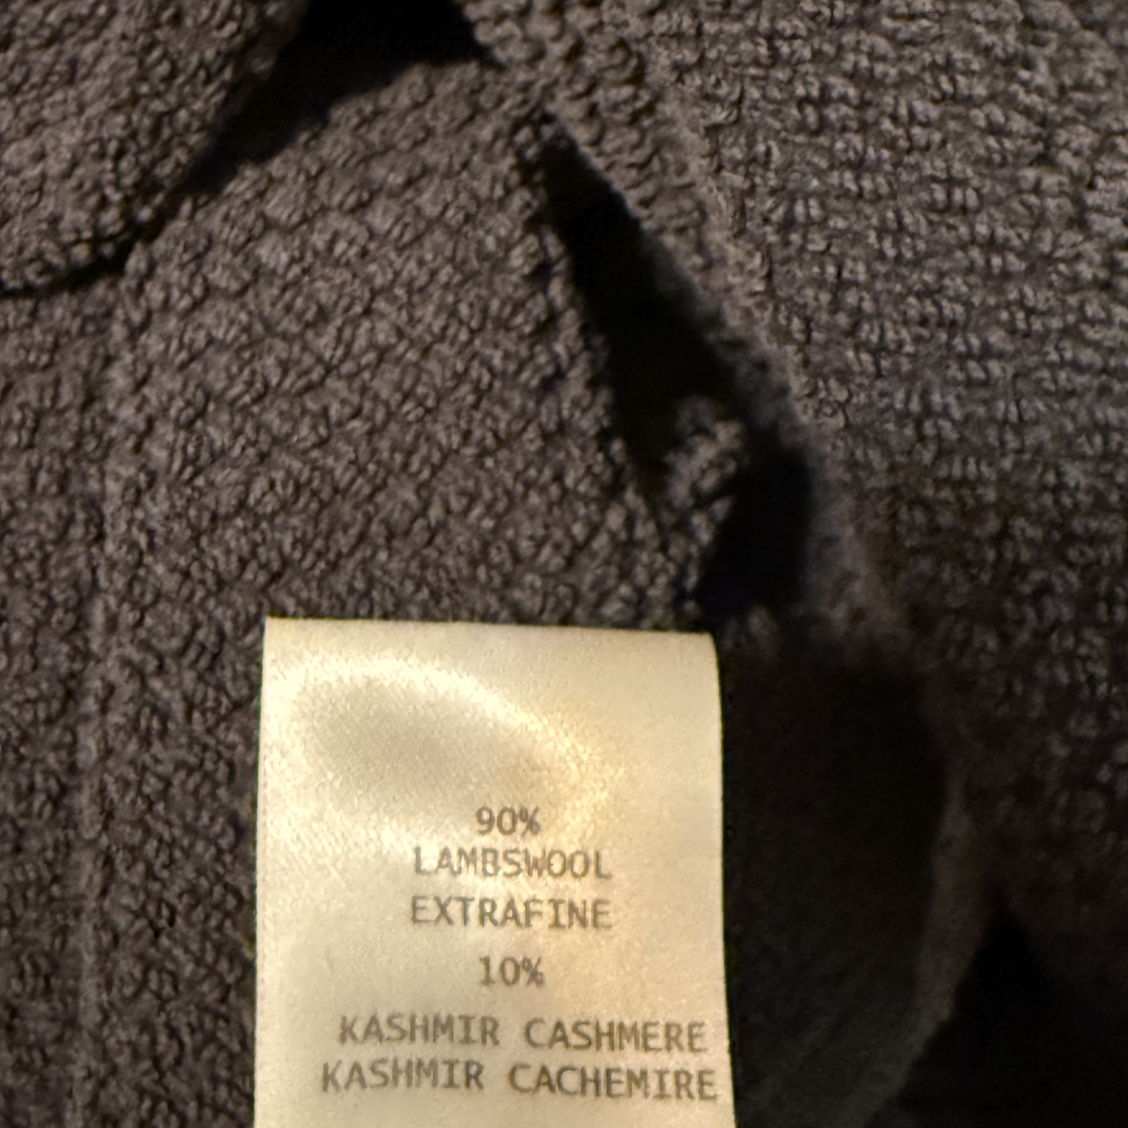 90%
LAMBSWOOL
EXTRAFINE
10%
KASHMIR CASHMERE
KASHMIR CACHEMIRE